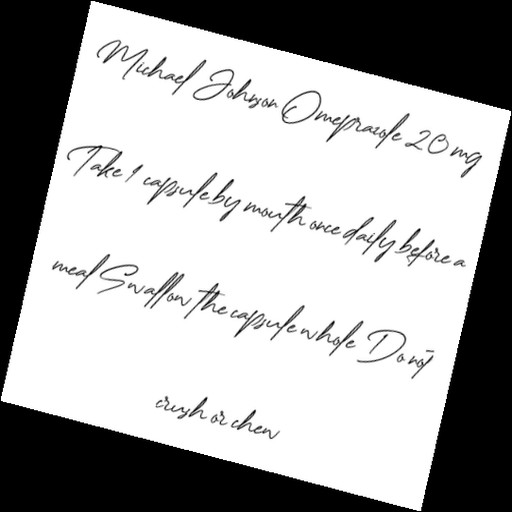 Michael Johnson Omeprazole 20 mg
Take 1 capsule by mouth once daily before a
meal Swallow the capsule whole Do not
crush or chew